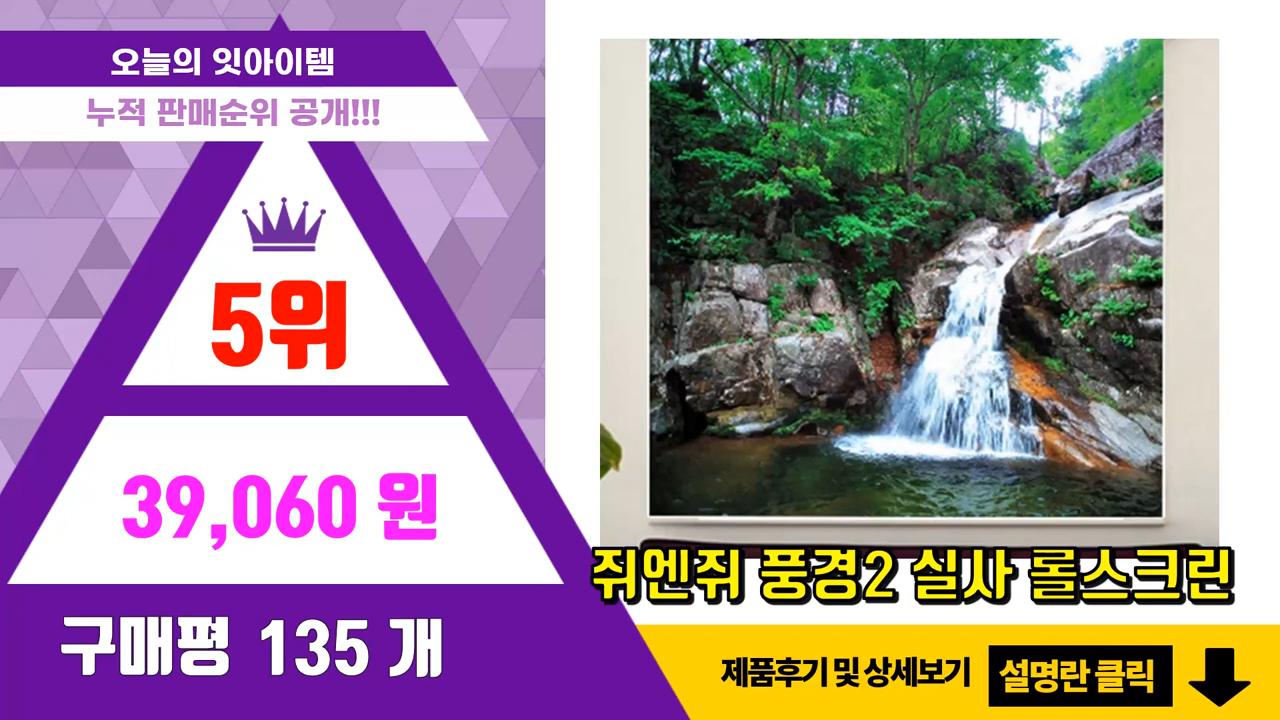 오늘의 잇아이템
누적 판매순위 공개!!!
5위
39,060 원
구매평 135 개
쥐엔쥐 풍경2 실사 롤스크린
제품후기 및 상세보기 설명란 클릭